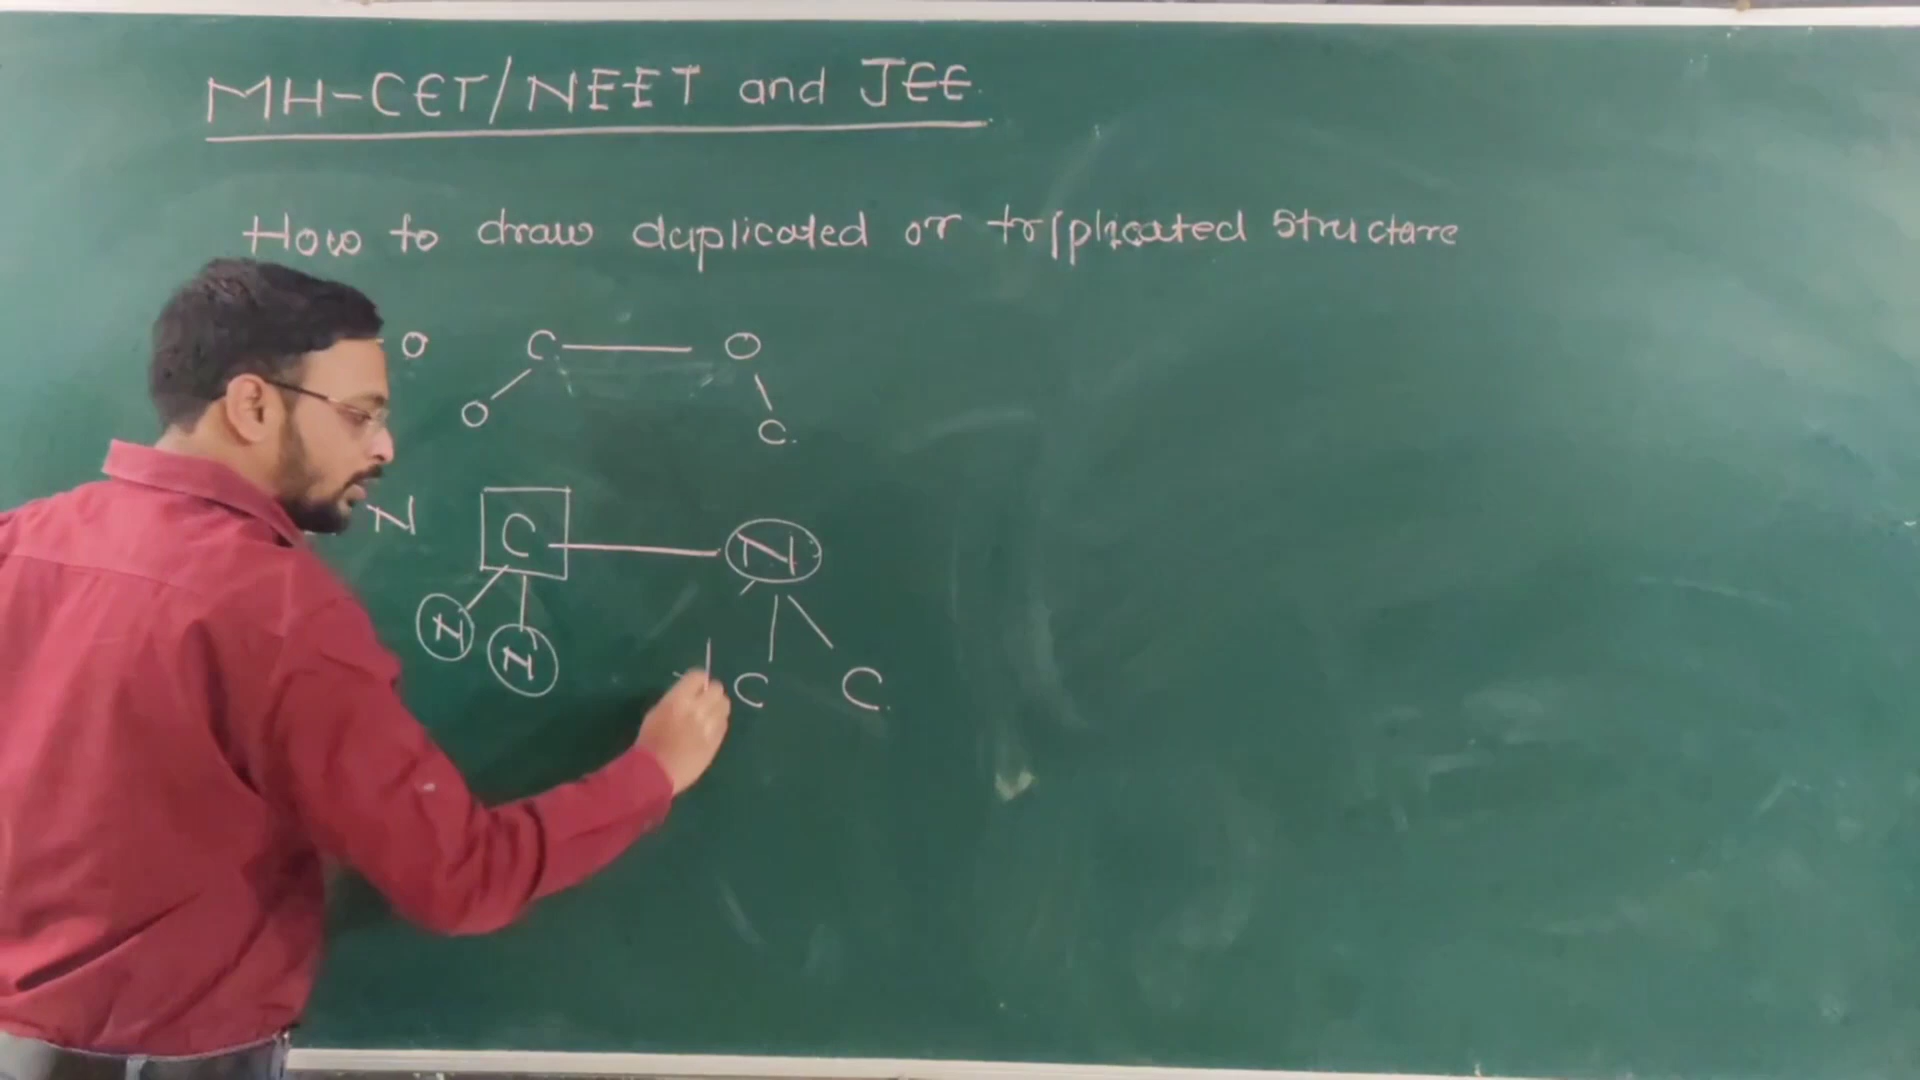 MH-CET/NEET and JEE.
How to draw duplicated or triplicated structure
O C O
O C.
N C N
N N C C.